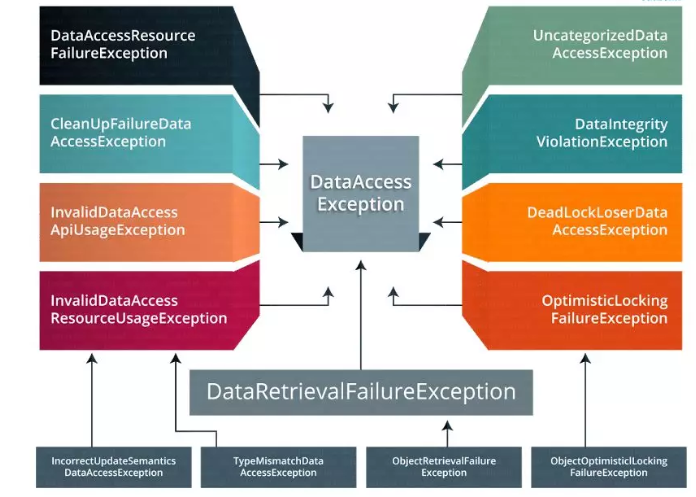 DataAccessResource
FailureException
CleanUpFailureData
AccessException
InvalidDataAccess
ApiUsageException
InvalidDataAccess
ResourceUsageException
DataAccess
Exception
UncategorizedData
AccessException
DataIntegrity
ViolationException
DeadLockLoserData
AccessException
OptimisticLocking
FailureException
DataRetrievalFailureException
IncorrectUpdateSemantics
DataAccessException
TypeMismatchData
AccessException
ObjectRetrievalFailure
Exception
ObjectOptimisticlLocking
FailureException